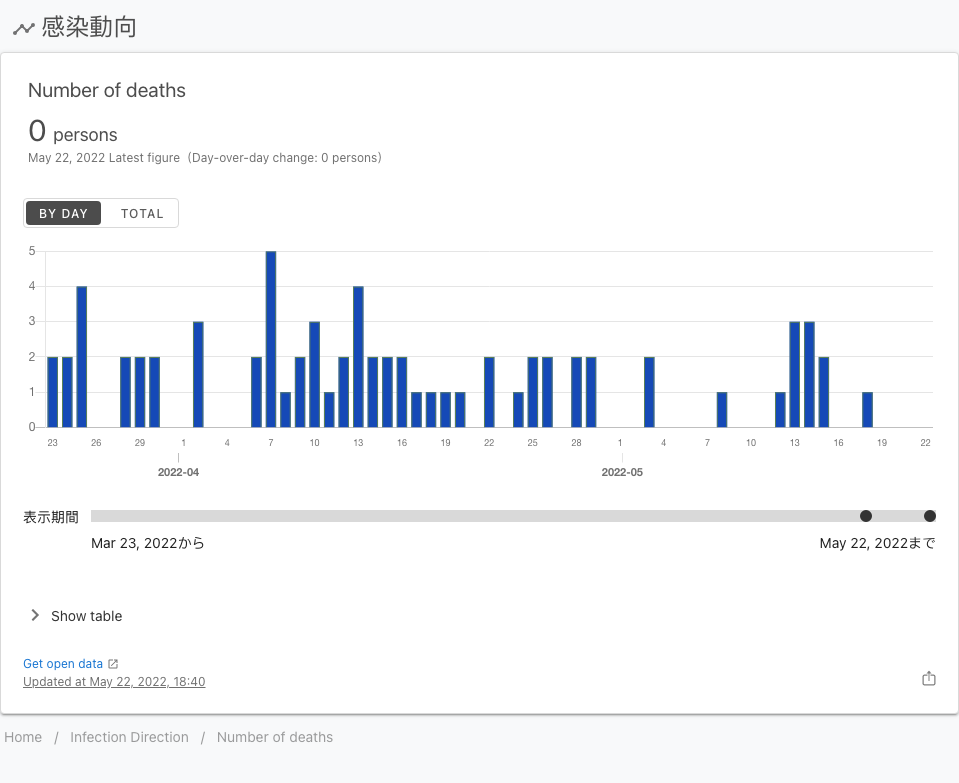 感染動向
Number of deaths
0 persons
May 22, 2022 Latest figure (Day-over-day change: 0 persons)
BY DAY TOTAL
5
4
3
2
1
0
23 26 29 1 4 7 10 13 16 19 22 25 28 1 4 7 10 13 16 19 22
2022-04 2022-05
表示期間
Mar 23, 2022から May 22, 2022まで
Show table
Get open data
Updated at May 22, 2022, 18:40
Home / Infection Direction / Number of deaths